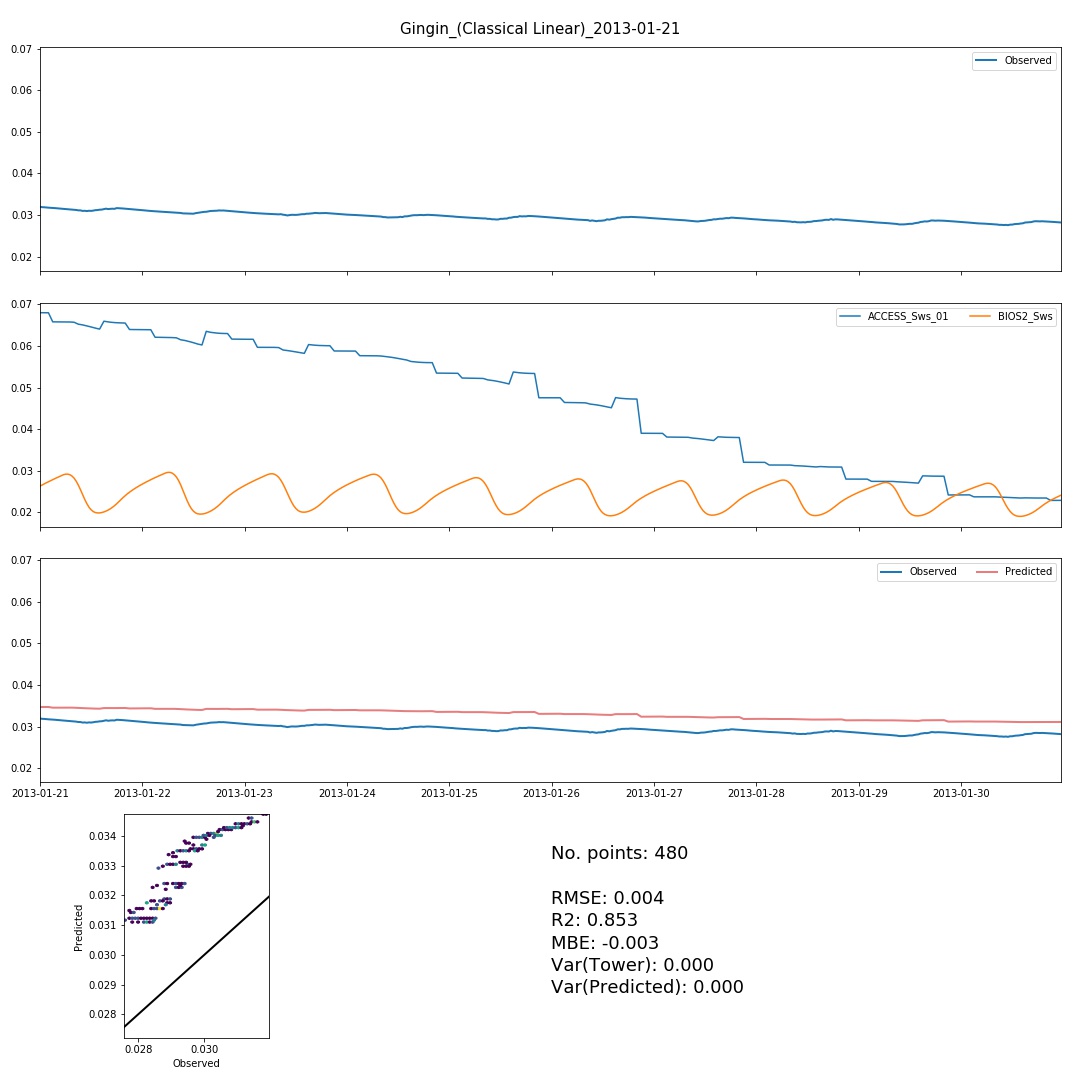 Gingin_(Classical Linear)_2013-01-21
0.07
0.06
0.05
0.04
0.03
0.02
Observed
0.07
0.06
0.05
0.04
0.03
0.02
ACCESS_Sws_01 BIOS2_Sws
0.07
0.06
0.05
0.04
0.03
0.02
Observed Predicted
2013-01-21 2013-01-22 2013-01-23 2013-01-24 2013-01-25 2013-01-26 2013-01-27 2013-01-28 2013-01-29 2013-01-30
Predicted
0.034
0.033
0.032
0.031
0.030
0.029
0.028
0.028 0.030
Observed
No. points: 480
RMSE: 0.004
R2: 0.853
MBE: -0.003
Var(Tower): 0.000
Var(Predicted): 0.000